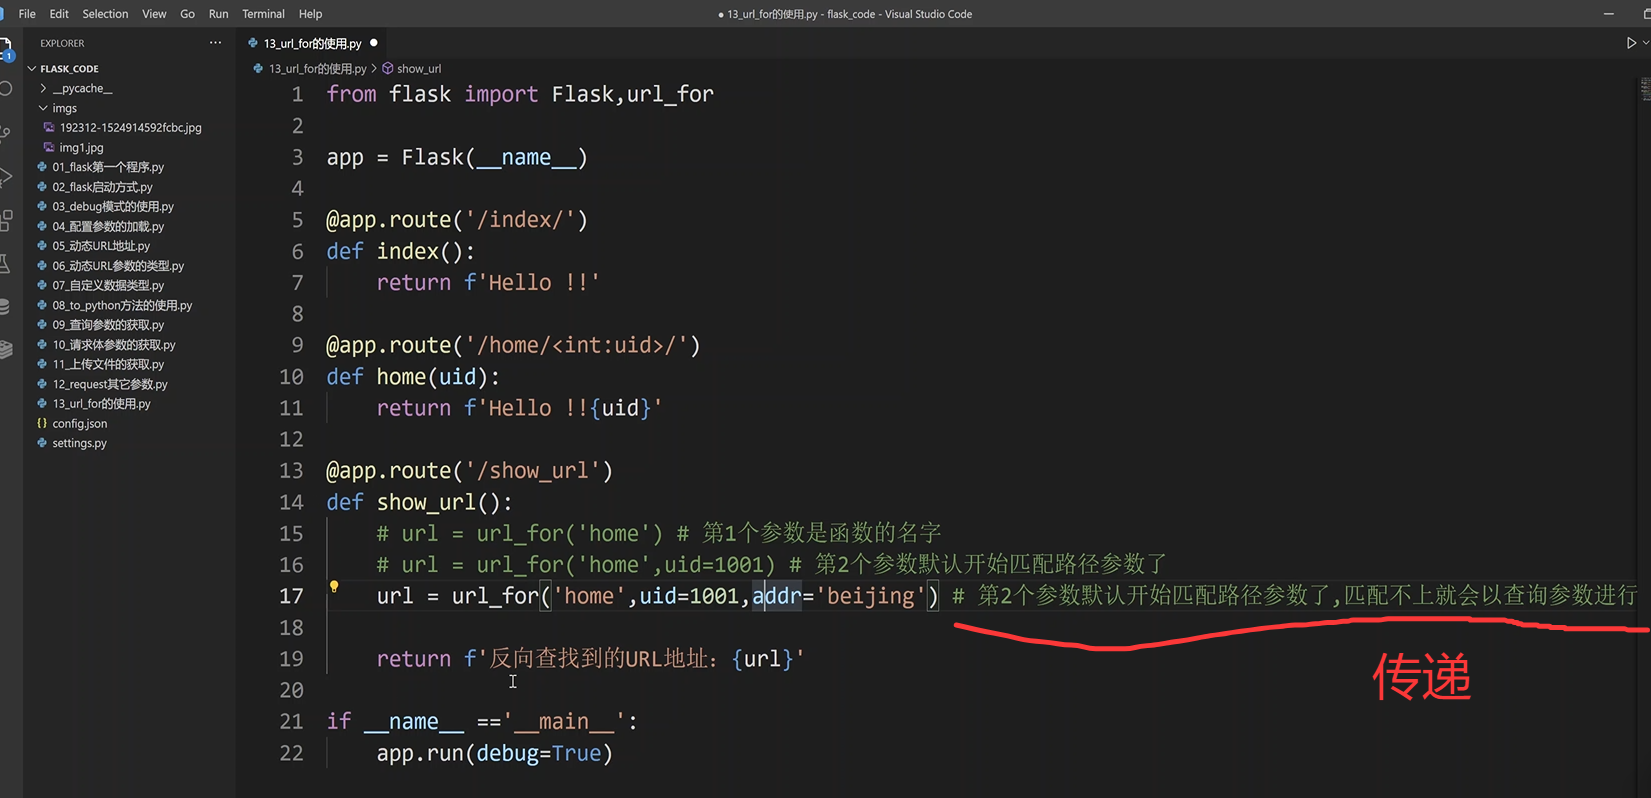 File Edit Selection View Go Run Terminal Help
● 13_url_for的使用.py - flask_code - Visual Studio Code
EXPLORER ···
FLASK_CODE
__pycache__
imgs
192312-1524914592fcbc.jpg
img1.jpg
01_flask第一个程序.py
02_flask启动方式.py
03_debug模式的使用.py
04_配置参数的加载.py
05_动态URL地址.py
06_动态URL参数的类型.py
07_自定义数据类型.py
08_to_python方法的使用.py
09_查询参数的获取.py
10_请求体参数的获取.py
11_上传文件的获取.py
12_request其它参数.py
13_url_for的使用.py
{} config.json
settings.py
1
13_url_for的使用.py ●
13_url_for的使用.py > show_url
1 from flask import Flask,url_for
2
3 app = Flask(__name__)
4
5 @app.route('/index/')
6 def index():
7 return f'Hello !!'
8
9 @app.route('/home/<int:uid>/')
10 def home(uid):
11 return f'Hello !!{uid}'
12
13 @app.route('/show_url')
14 def show_url():
15 # url = url_for('home') # 第1个参数是函数的名字
16 # url = url_for('home',uid=1001) # 第2个参数默认开始匹配路径参数了
17 url = url_for('home',uid=1001,addr='beijing') # 第2个参数默认开始匹配路径参数了,匹配不上就会以查询参数进行
18
传递
19 return f'反向查找到的URL地址: {url}'
20
21 if __name__ =='__main__':
22 app.run(debug=True)